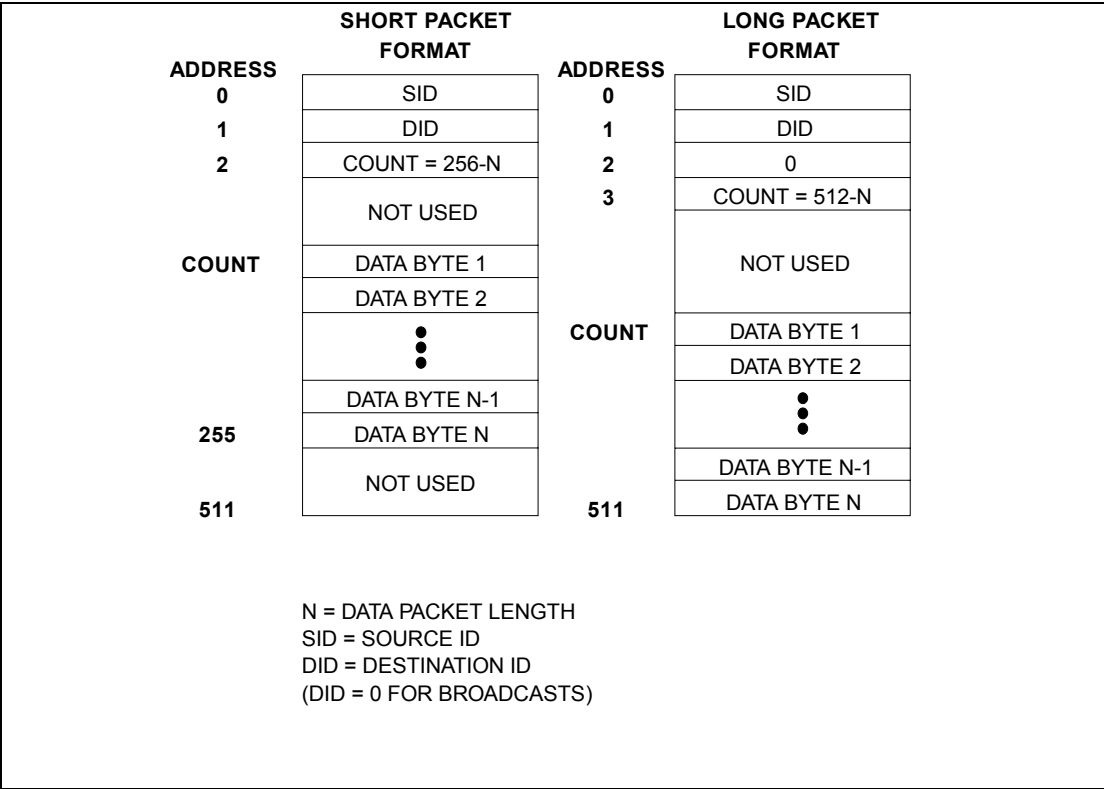 SHORT PACKET
FORMAT
ADDRESS
0
SID
1
DID
2
COUNT = 256-N
NOT USED
COUNT
DATA BYTE 1
DATA BYTE 2
DATA BYTE N-1
255
DATA BYTE N
NOT USED
511
LONG PACKET
FORMAT
ADDRESS
0
SID
1
DID
2
0
3
COUNT = 512-N
NOT USED
COUNT
DATA BYTE 1
DATA BYTE 2
DATA BYTE N-1
511
DATA BYTE N
N = DATA PACKET LENGTH
SID = SOURCE ID
DID = DESTINATION ID
(DID = 0 FOR BROADCASTS)